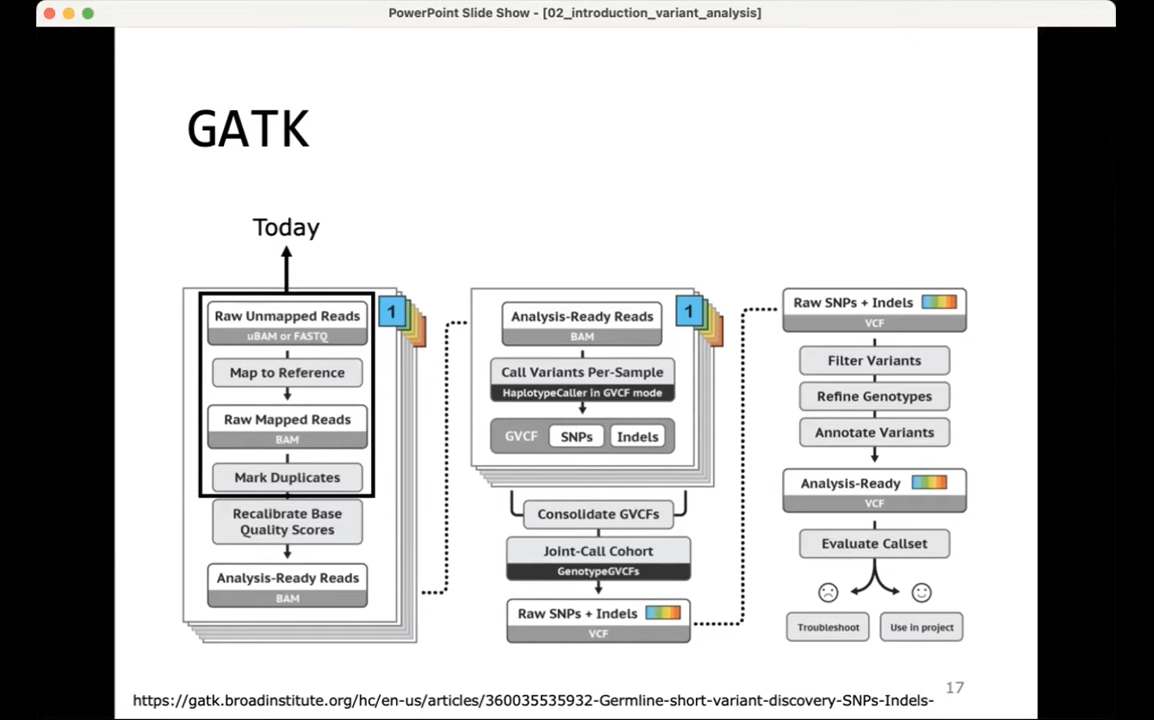 PowerPoint Slide Show - [02_introduction_variant_analysis]
GATK
Today
Raw Unmapped Reads
uBAM or FASTQ
Map to Reference
Raw Mapped Reads
BAM
Mark Duplicates
Recalibrate Base
Quality Scores
Analysis-Ready Reads
BAM
1
Analysis-Ready Reads
BAM
Call Variants Per-Sample
HaplotypeCaller in GVCF mode
GVCF SNPs Indels
1
Consolidate GVCFs
Joint-Call Cohort
GenotypeGVCFs
Raw SNPs + Indels
VCF
Raw SNPs + Indels
VCF
Filter Variants
Refine Genotypes
Annotate Variants
Analysis-Ready
VCF
Evaluate Callset
Troubleshoot
Use in project
17
https://gatk.broadinstitute.org/hc/en-us/articles/360035535932-Germline-short-variant-discovery-SNPs-Indels-